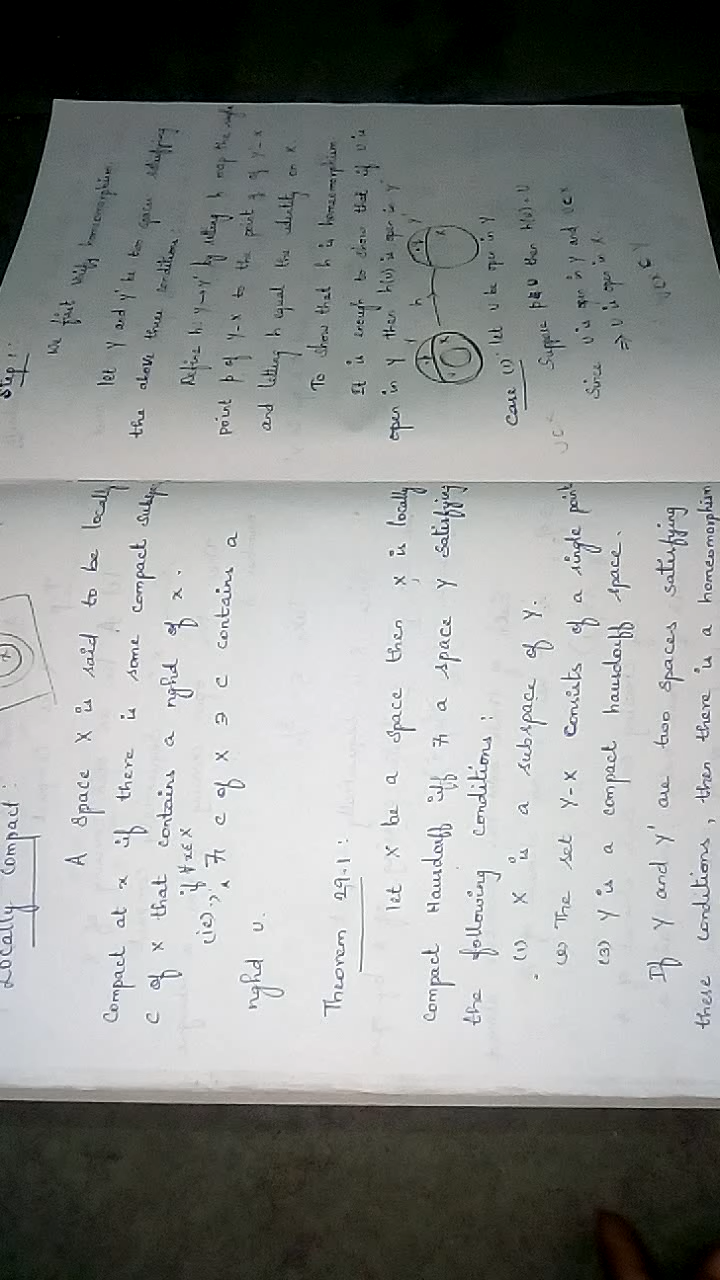 Locally Compact :
A space X is said to be locally
compact at x if there is some compact subspa
C of X that contains a nghd of x.
if ∀ x∈X
(ie)., ∃ C of X ∋ C contains a
nghd U.
Theorem 29.1 :
let X be a space then X is locally
compact Hausdorff iff ∃ a space Y satisfying
the following conditions :
(1) X is a subspace of Y.
(2) The set Y-X consists of a single point
(3) Y is a compact hausdorff space.
If Y and Y' are two spaces satisfying
these conditions, then there is a homeomorphism
Step 1 :
We first verify homeomorphism.
let Y and Y' be two spaces satisfying
the above three conditions.
Define h: Y→Y' by letting h map the single
point p of Y-X to the point q of Y'-X
and letting h equal the identity on X.
To show that h is homeomorphism
It is enough to show that if U is
open in Y then h(U) is open in Y'
h
Y'
X
Case (i) let U be open in Y
Suppose p∉U then h(U)=U
Since U is open in Y and U⊂X
⇒ U is open in X.
U⊂X⊂Y
U⊂